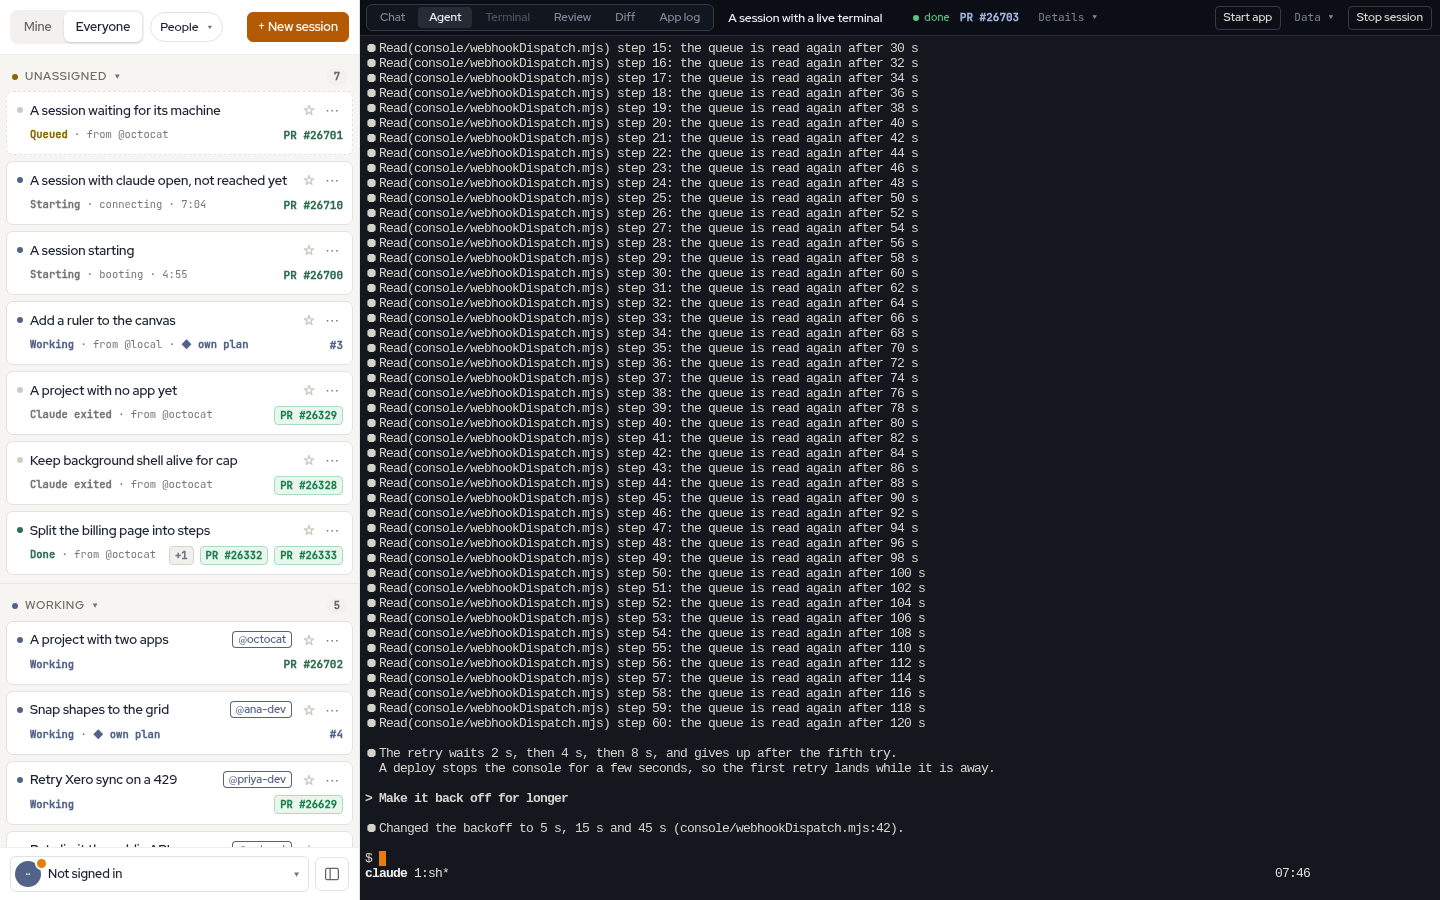 Mine Everyone People ▾ + New session
UNASSIGNED ▾ 7
A session waiting for its machine ☆ ···
Queued · from @octocat PR #26701
A session with claude open, not reached yet ☆ ···
Starting · connecting · 7:04 PR #26710
A session starting ☆ ···
Starting · booting · 4:55 PR #26700
Add a ruler to the canvas ☆ ···
Working · from @local · ◆ own plan #3
A project with no app yet ☆ ···
Claude exited · from @octocat PR #26329
Keep background shell alive for cap ☆ ···
Claude exited · from @octocat PR #26328
Split the billing page into steps ☆ ···
Done · from @octocat +1 PR #26332 PR #26333
WORKING ▾ 5
A project with two apps @octocat ☆ ···
Working PR #26702
Snap shapes to the grid @ana-dev ☆ ···
Working · ◆ own plan #4
Retry Xero sync on a 429 @priya-dev ☆ ···
Working PR #26629
Not signed in ▾
Chat Agent Terminal Review Diff App log A session with a live terminal done PR #26703 Details ▾ Start app Data ▾ Stop session
Read(console/webhookDispatch.mjs) step 15: the queue is read again after 30 s
Read(console/webhookDispatch.mjs) step 16: the queue is read again after 32 s
Read(console/webhookDispatch.mjs) step 17: the queue is read again after 34 s
Read(console/webhookDispatch.mjs) step 18: the queue is read again after 36 s
Read(console/webhookDispatch.mjs) step 19: the queue is read again after 38 s
Read(console/webhookDispatch.mjs) step 20: the queue is read again after 40 s
Read(console/webhookDispatch.mjs) step 21: the queue is read again after 42 s
Read(console/webhookDispatch.mjs) step 22: the queue is read again after 44 s
Read(console/webhookDispatch.mjs) step 23: the queue is read again after 46 s
Read(console/webhookDispatch.mjs) step 24: the queue is read again after 48 s
Read(console/webhookDispatch.mjs) step 25: the queue is read again after 50 s
Read(console/webhookDispatch.mjs) step 26: the queue is read again after 52 s
Read(console/webhookDispatch.mjs) step 27: the queue is read again after 54 s
Read(console/webhookDispatch.mjs) step 28: the queue is read again after 56 s
Read(console/webhookDispatch.mjs) step 29: the queue is read again after 58 s
Read(console/webhookDispatch.mjs) step 30: the queue is read again after 60 s
Read(console/webhookDispatch.mjs) step 31: the queue is read again after 62 s
Read(console/webhookDispatch.mjs) step 32: the queue is read again after 64 s
Read(console/webhookDispatch.mjs) step 33: the queue is read again after 66 s
Read(console/webhookDispatch.mjs) step 34: the queue is read again after 68 s
Read(console/webhookDispatch.mjs) step 35: the queue is read again after 70 s
Read(console/webhookDispatch.mjs) step 36: the queue is read again after 72 s
Read(console/webhookDispatch.mjs) step 37: the queue is read again after 74 s
Read(console/webhookDispatch.mjs) step 38: the queue is read again after 76 s
Read(console/webhookDispatch.mjs) step 39: the queue is read again after 78 s
Read(console/webhookDispatch.mjs) step 40: the queue is read again after 80 s
Read(console/webhookDispatch.mjs) step 41: the queue is read again after 82 s
Read(console/webhookDispatch.mjs) step 42: the queue is read again after 84 s
Read(console/webhookDispatch.mjs) step 43: the queue is read again after 86 s
Read(console/webhookDispatch.mjs) step 44: the queue is read again after 88 s
Read(console/webhookDispatch.mjs) step 45: the queue is read again after 90 s
Read(console/webhookDispatch.mjs) step 46: the queue is read again after 92 s
Read(console/webhookDispatch.mjs) step 47: the queue is read again after 94 s
Read(console/webhookDispatch.mjs) step 48: the queue is read again after 96 s
Read(console/webhookDispatch.mjs) step 49: the queue is read again after 98 s
Read(console/webhookDispatch.mjs) step 50: the queue is read again after 100 s
Read(console/webhookDispatch.mjs) step 51: the queue is read again after 102 s
Read(console/webhookDispatch.mjs) step 52: the queue is read again after 104 s
Read(console/webhookDispatch.mjs) step 53: the queue is read again after 106 s
Read(console/webhookDispatch.mjs) step 54: the queue is read again after 108 s
Read(console/webhookDispatch.mjs) step 55: the queue is read again after 110 s
Read(console/webhookDispatch.mjs) step 56: the queue is read again after 112 s
Read(console/webhookDispatch.mjs) step 57: the queue is read again after 114 s
Read(console/webhookDispatch.mjs) step 58: the queue is read again after 116 s
Read(console/webhookDispatch.mjs) step 59: the queue is read again after 118 s
Read(console/webhookDispatch.mjs) step 60: the queue is read again after 120 s
The retry waits 2 s, then 4 s, then 8 s, and gives up after the fifth try.
A deploy stops the console for a few seconds, so the first retry lands while it is away.
> Make it back off for longer
Changed the backoff to 5 s, 15 s and 45 s (console/webhookDispatch.mjs:42).
$
claude 1:sh* 07:46